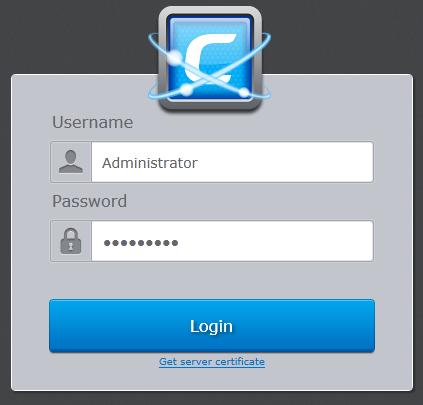 Username
Administrator
Password
•••••••••
Login
Get server certificate